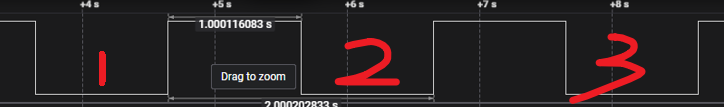 +4 s +5 s +6 s +7 s +8 s
1.000116083 s
1 2 3
Drag to zoom
2.000202833 s